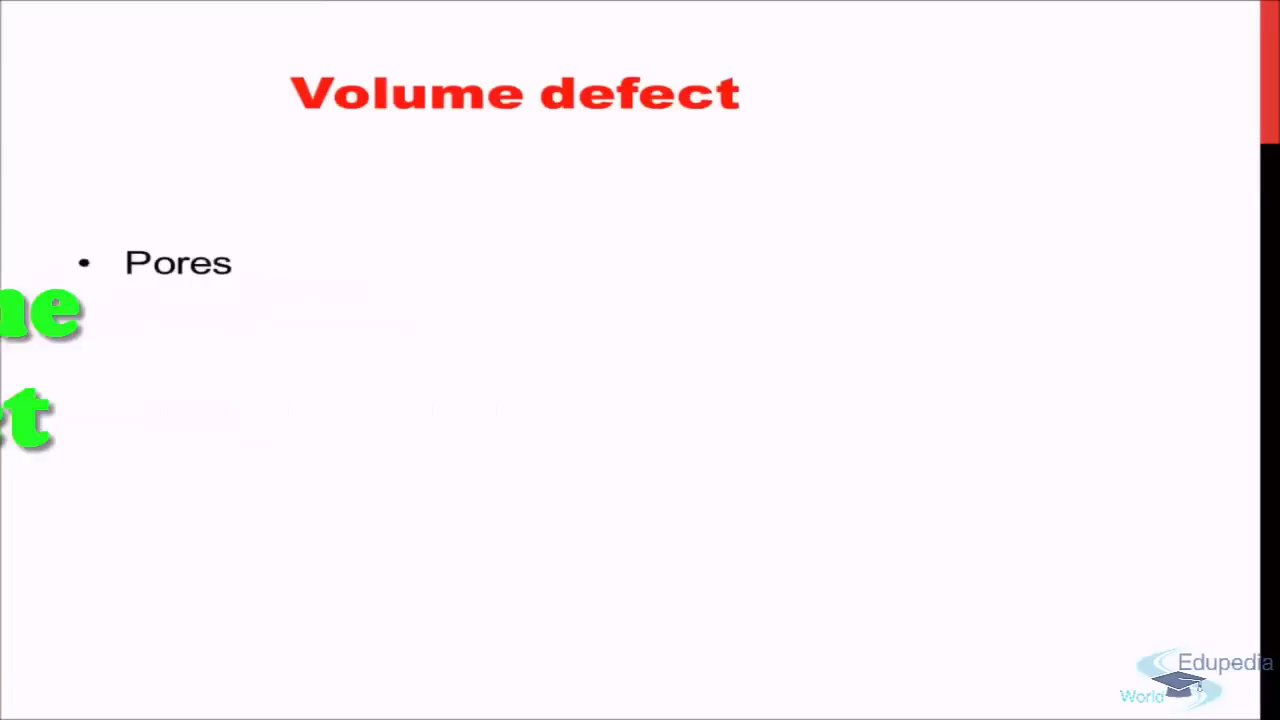 Volume defect
• Pores
ne
t
Edupedia
World